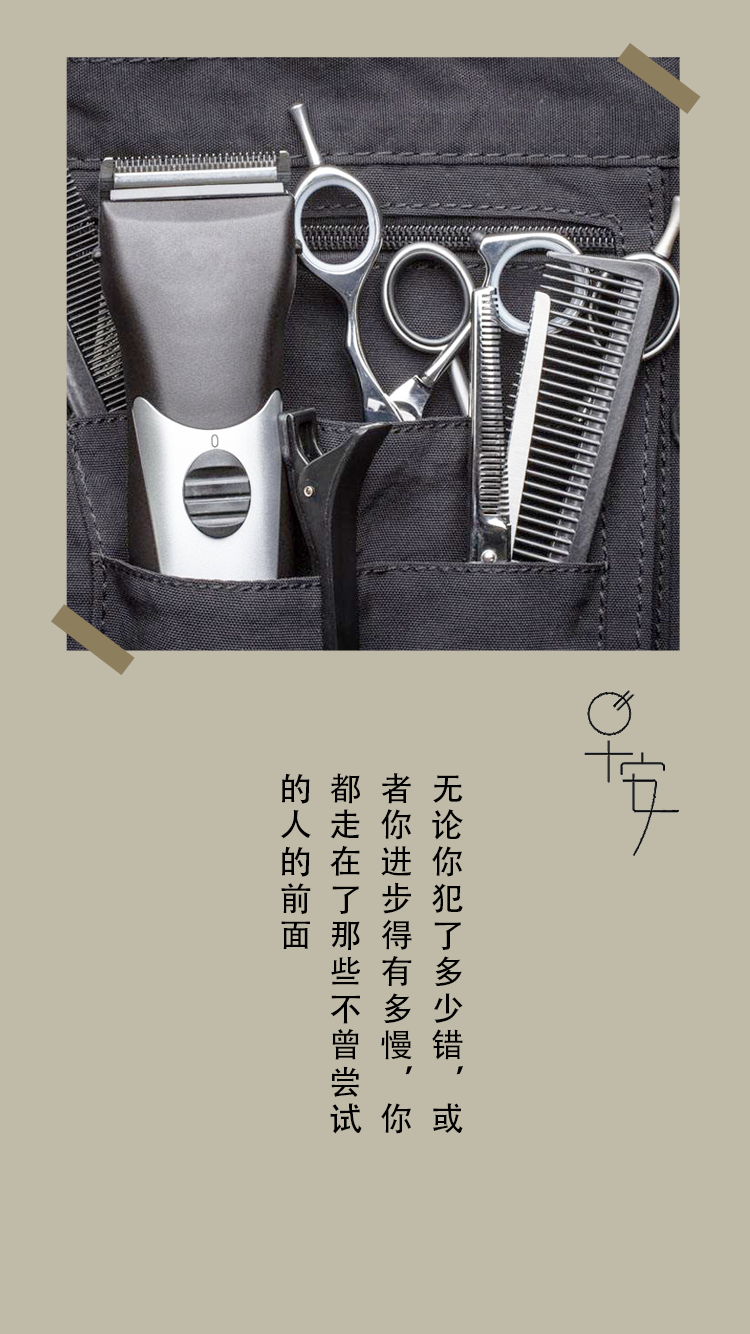 0
早安
无论你犯了多少错，或
者你进步得有多慢，你
都走在了那些不曾尝试
的人的前面